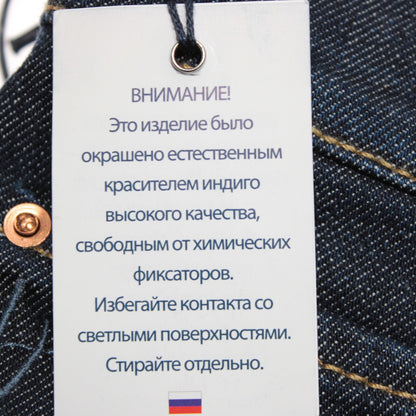 ВНИМАНИЕ!
Это изделие было
окрашено естественным
красителем индиго
высокого качества,
свободным от химических
фиксаторов.
Избегайте контакта со
светлыми поверхностями.
Стирайте отдельно.